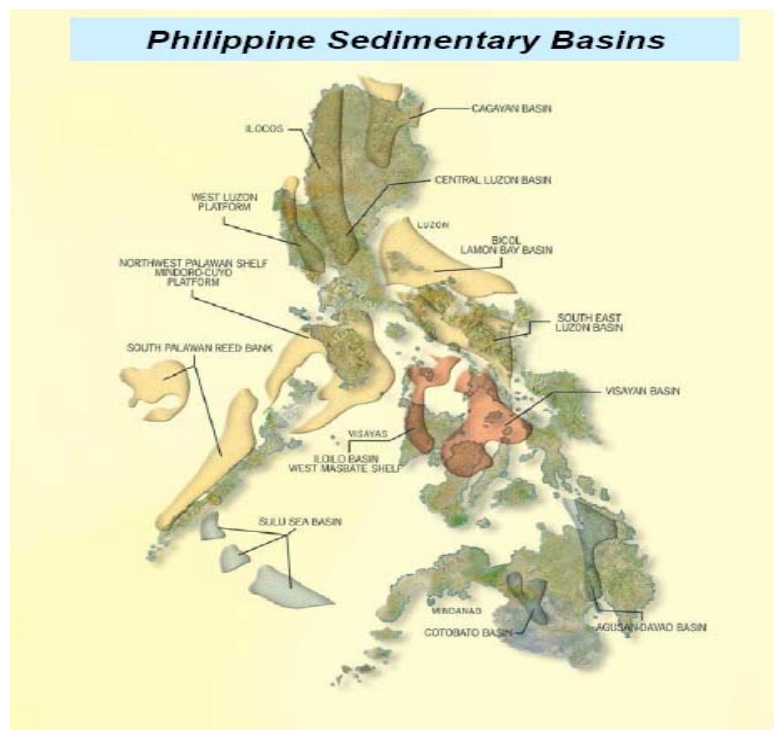 Philippine Sedimentary Basins
CAGAYAN BASIN
ILOCOS
CENTRAL LUZON BASIN
WEST LUZON
PLATFORM
LUZON
BICOL
LAMON BAY BASIN
NORTHWEST PALAWAN SHELF
MINDORO-CUYO
PLATFORM
SOUTH EAST
LUZON BASIN
SOUTH PALAWAN REED BANK
VISAYAN BASIN
VISAYAS
ILOILO BASIN
WEST MASBATE SHELF
SULU SEA BASIN
MINDANAO
COTOBATO BASIN
AGUSAN-DAVAO BASIN